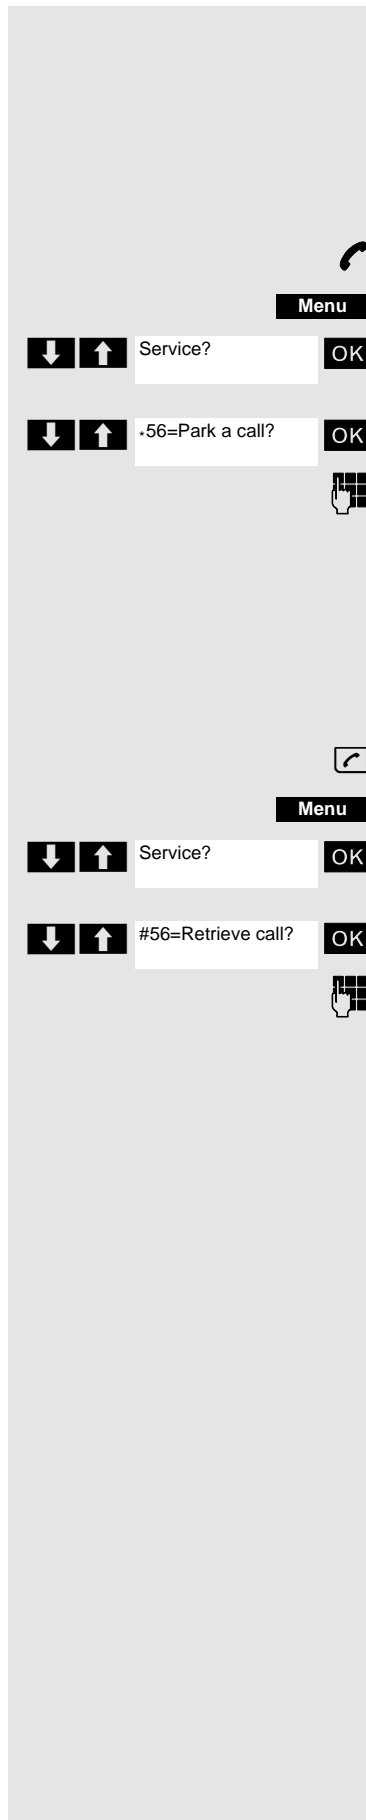 Menu
Service? OK
*56=Park a call? OK
Menu
Service? OK
#56=Retrieve call? OK